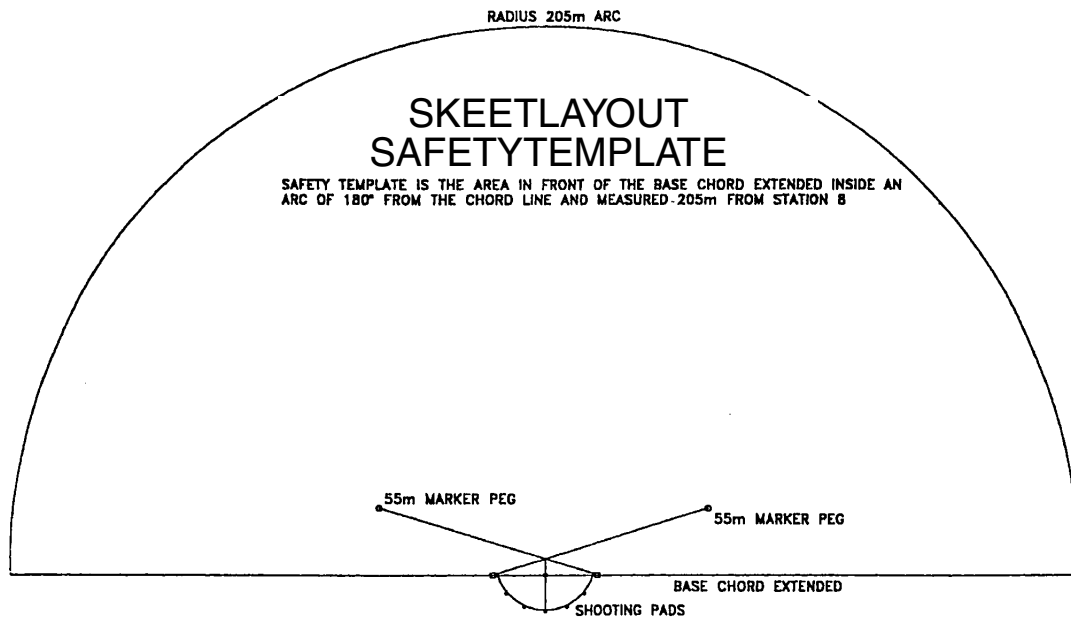 RADIUS 205m ARC
SKEETLAYOUT
SAFETYTEMPLATE
SAFETY TEMPLATE IS THE AREA IN FRONT OF THE BASE CHORD EXTENDED INSIDE AN
ARC OF 180° FROM THE CHORD LINE AND MEASURED-205m FROM STATION 8
55m MARKER PEG
55m MARKER PEG
BASE CHORD EXTENDED
SHOOTING PADS